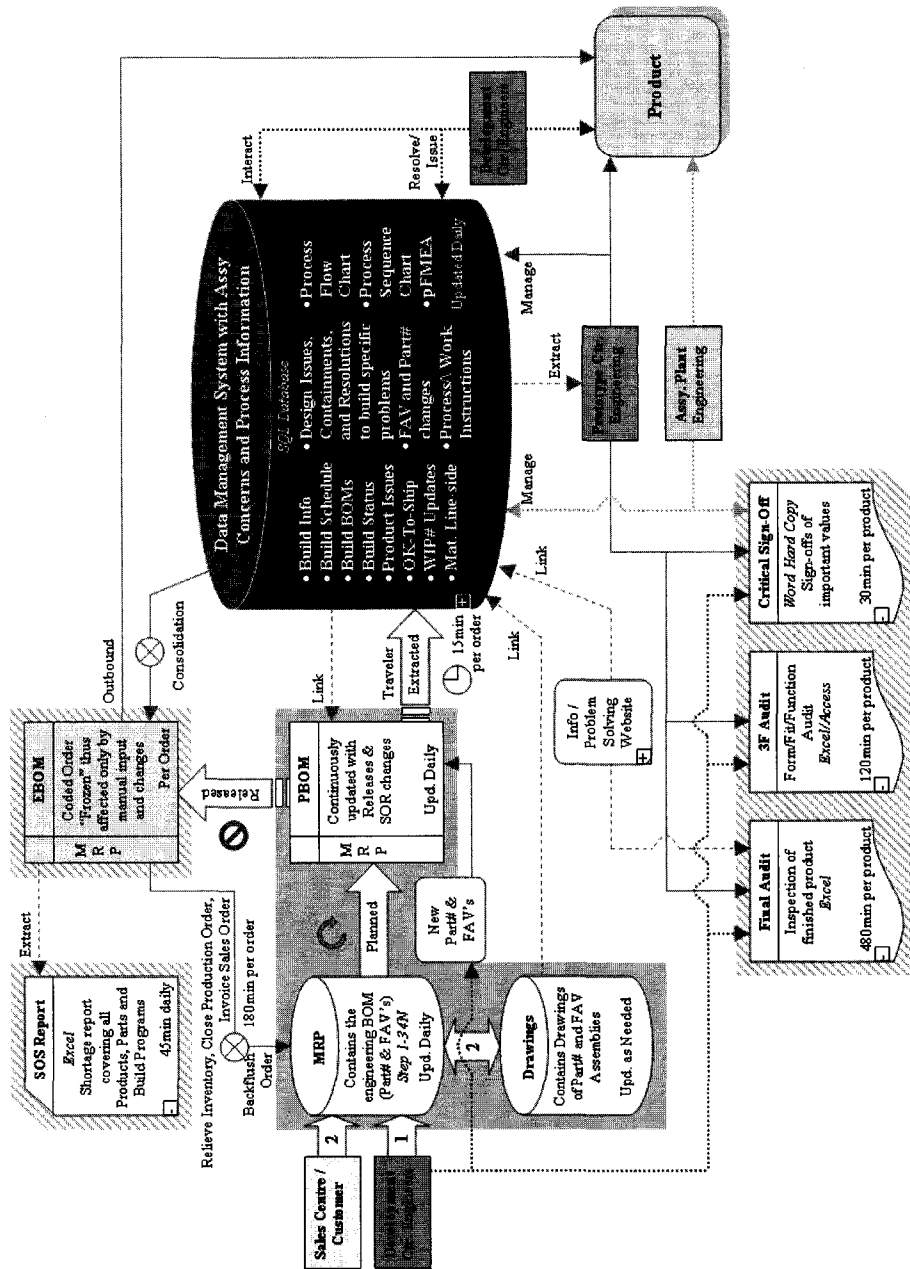 SOS Report
Excel
Shortage report
covering all
Products, Parts and
Build Programs
45min daily
-
Extract
EBOM
M
R
P
Coded Order
"Frozen" thus
affected only by
manual input
and changes
Per Order
Outbound
Consolidation
Relieve Inventory, Close Production Order,
Invoice Sales Order
180min per order
Backflush
Order
Released
Sales Centre /
Customer
2
1
MRP
Contains the
engineering BOM
(Part# & FAV's)
Step 1-34N
Upd. Daily
Planned
PBOM
M
R
P
Continuously
updated with
Releases &
SOR changes
Upd. Daily
Link
Traveler
Extracted
15min
per order
+
2
New
Part# &
FAV's
Drawings
Contains Drawings
of Part# and FAV
Assemblies
Upd. as Needed
Link
Data Management System with Assy
Concerns and Process Information
SQL Database
• Build Info
• Build Schedule
• Build BOMs
• Build Status
• Product Issues
• OK-To-Ship
• WIP# Updates
• Mat. Line-side
• Design Issues,
Containments,
and Resolutions
to build specific
problems
• FAV and Part#
changes
• Process/\ Work
Instructions
• Process
Flow
Chart
• Process
Sequence
Chart
• pFMEA
Updated Daily
Interact
Resolve/
Issue
Product
Info /
Problem
Solving
Website
+
Link
Manage
Extract
Manage
Engineering
Assy. Plant
Engineering
Final Audit
Inspection of
finished product
Excel
480min per product
-
3F Audit
Form/Fit/Function
Audit
Excel/Access
120min per product
-
Critical Sign-Off
Word Hard Copy
Sign-offs of
important values
30min per product
-